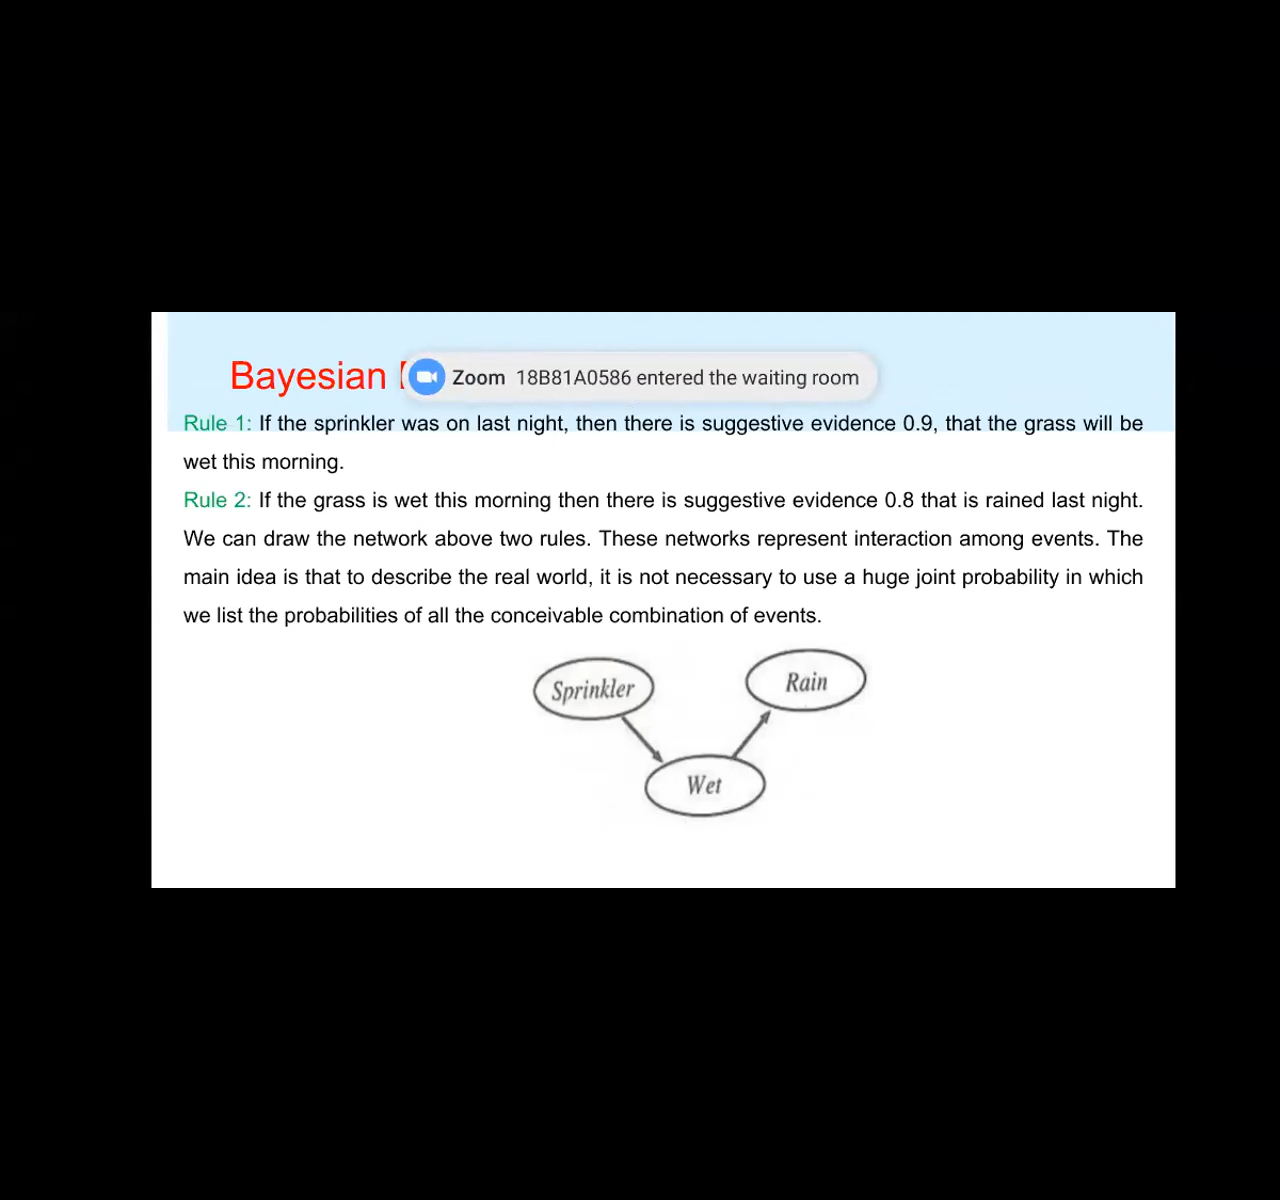 Bayesian
Zoom 18B81A0586 entered the waiting room
Rule 1: If the sprinkler was on last night, then there is suggestive evidence 0.9, that the grass will be
wet this morning.
Rule 2: If the grass is wet this morning then there is suggestive evidence 0.8 that is rained last night.
We can draw the network above two rules. These networks represent interaction among events. The
main idea is that to describe the real world, it is not necessary to use a huge joint probability in which
we list the probabilities of all the conceivable combination of events.
Sprinkler
Rain
Wet